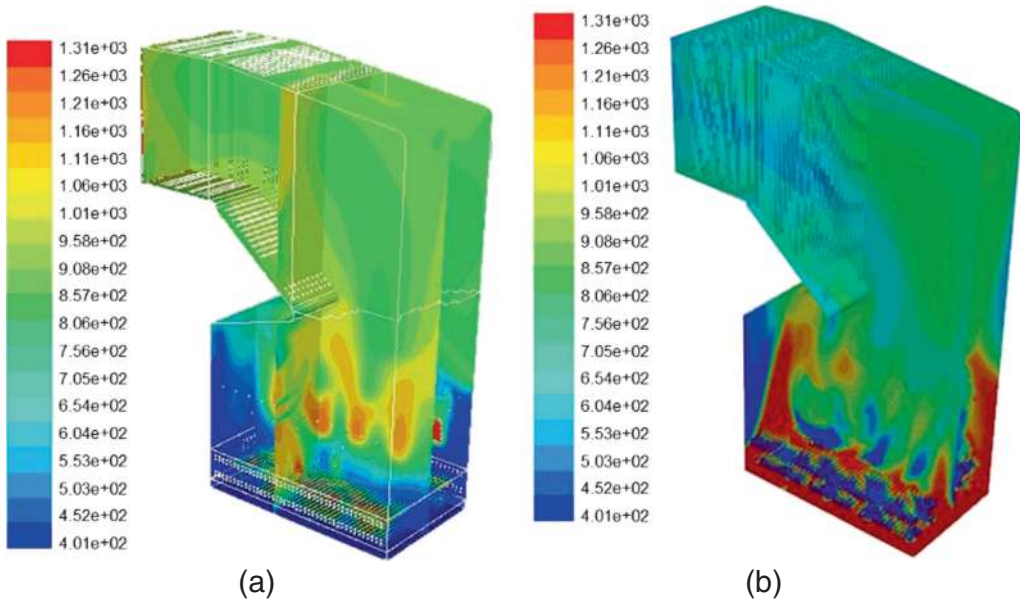 1.31e+03
1.26e+03
1.21e+03
1.16e+03
1.11e+03
1.06e+03
1.01e+03
9.58e+02
9.08e+02
8.57e+02
8.06e+02
7.56e+02
7.05e+02
6.54e+02
6.04e+02
5.53e+02
5.03e+02
4.52e+02
4.01e+02
(a)
1.31e+03
1.26e+03
1.21e+03
1.16e+03
1.11e+03
1.06e+03
1.01e+03
9.58e+02
9.08e+02
8.57e+02
8.06e+02
7.56e+02
7.05e+02
6.54e+02
6.04e+02
5.53e+02
5.03e+02
4.52e+02
4.01e+02
(b)